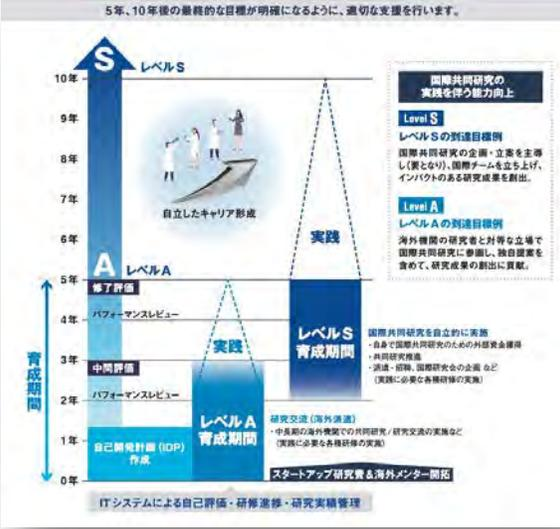 5年、10年後の最終的な目標が明確になるように、適切な支援を行います。
S
レベルS
10年
9年
8年
7年
6年
自立したキャリア形成
実践
国際共同研究の
実践を伴う能力向上
Level S
レベルSの到達目標例
国際共同研究の企画・立案を主導
し(要となり)、国際チームを立ち上げ、
インパクトのある研究成果を創出。
Level A
レベルAの到達目標例
海外機関の研究者と対等な立場で
国際共同研究に参画し、独自提案を
含めて、研究成果の創出に貢献。
A
レベルA
5年
修了評価
パフォーマンスレビュー
4年
3年
中間評価
パフォーマンスレビュー
2年
1年
0年
育成期間
自己開発計画(IDP)
作成
実践
レベルA
育成期間
レベルS
育成期間
国際共同研究を自立的に実施
・自身で国際共同研究のための外部資金獲得
・共同研究推進
・派遣・招聘、国際研究会の企画 など
(実践に必要な各種研修の実施)
研究交流(海外派遣)
・中長期の海外機関での共同研究/研究交流の実施など
(実践に必要な各種研修の実施)
スタートアップ研究費&海外メンター開拓
ITシステムによる自己評価・研修進捗・研究実績管理